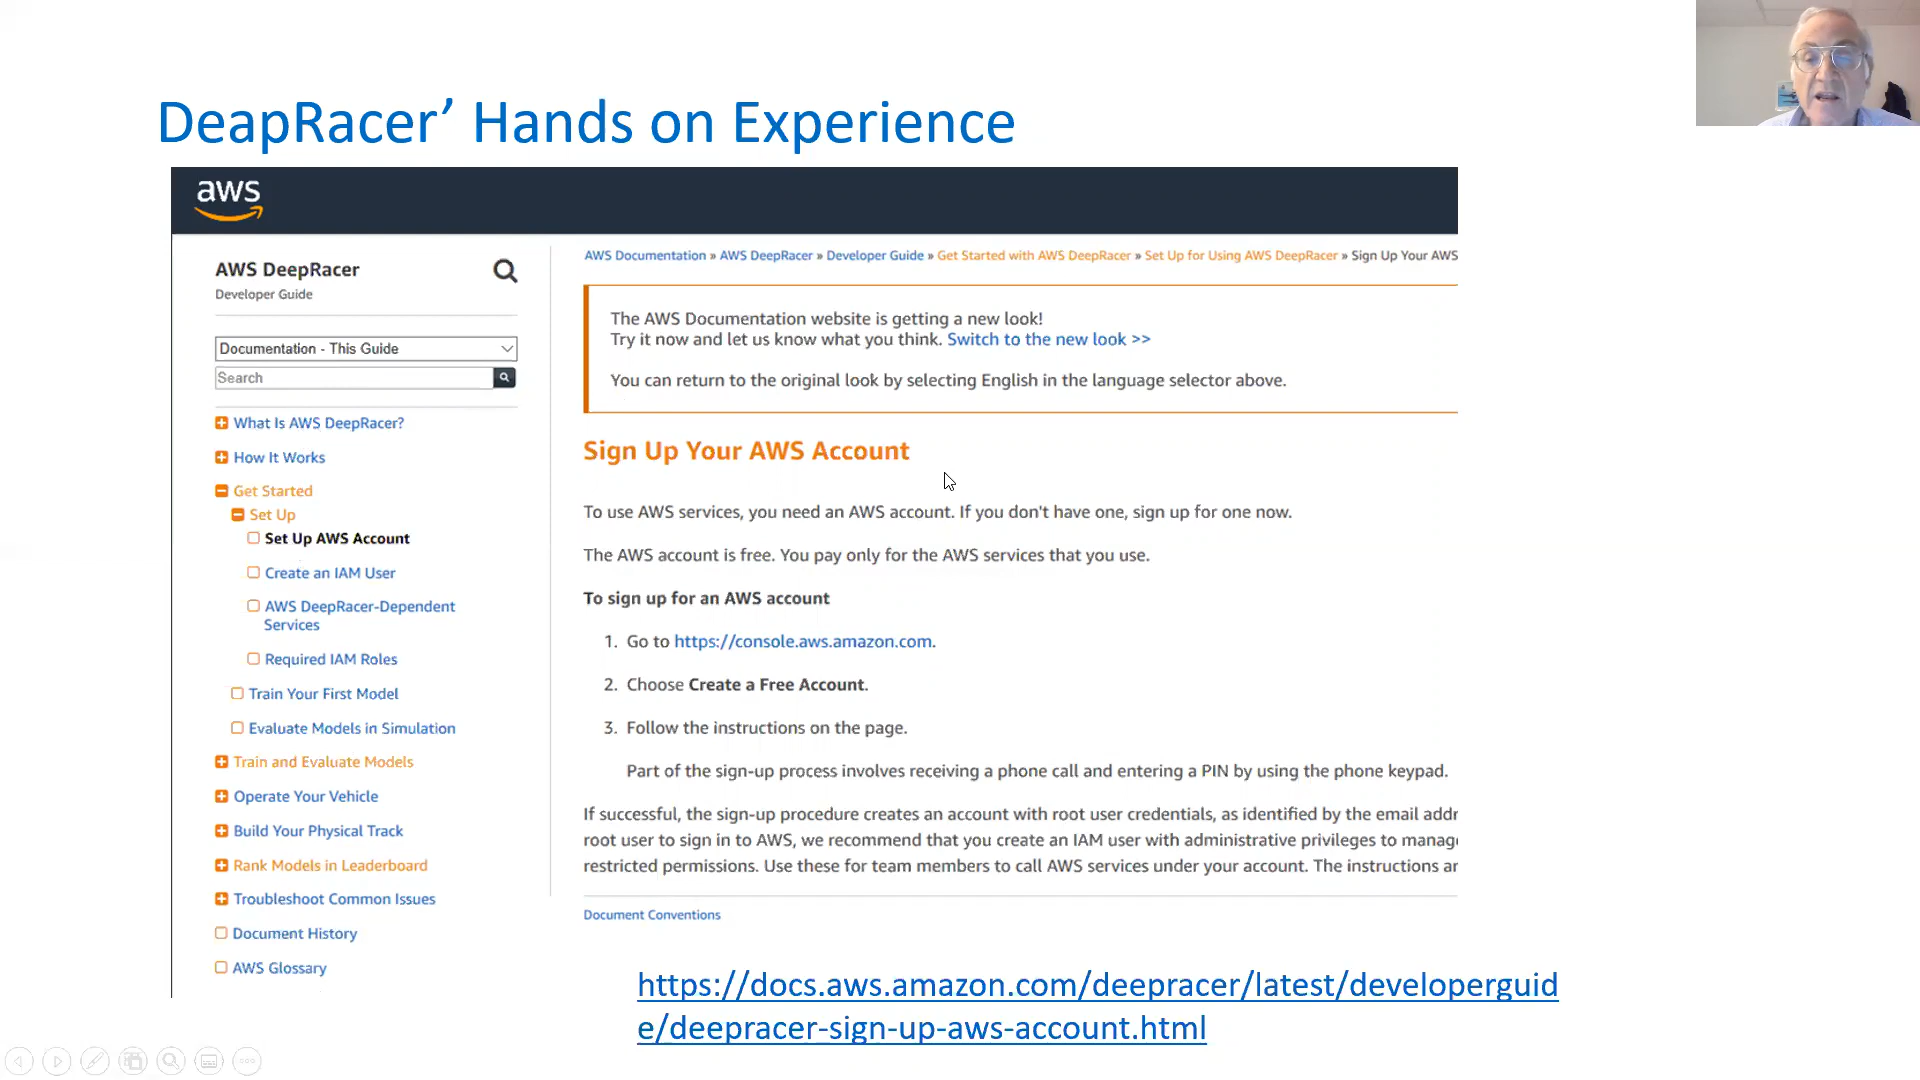 DeapRacer’ Hands on Experience
aws
AWS DeepRacer
Developer Guide
Documentation - This Guide
Search
What Is AWS DeepRacer?
How It Works
Get Started
Set Up
Set Up AWS Account
Create an IAM User
AWS DeepRacer-Dependent
Services
Required IAM Roles
Train Your First Model
Evaluate Models in Simulation
Train and Evaluate Models
Operate Your Vehicle
Build Your Physical Track
Rank Models in Leaderboard
Troubleshoot Common Issues
Document History
AWS Glossary
AWS Documentation » AWS DeepRacer » Developer Guide » Get Started with AWS DeepRacer » Set Up for Using AWS DeepRacer » Sign Up Your AWS
The AWS Documentation website is getting a new look!
Try it now and let us know what you think. Switch to the new look >>
You can return to the original look by selecting English in the language selector above.
Sign Up Your AWS Account
To use AWS services, you need an AWS account. If you don't have one, sign up for one now.
The AWS account is free. You pay only for the AWS services that you use.
To sign up for an AWS account
1. Go to https://console.aws.amazon.com.
2. Choose Create a Free Account.
3. Follow the instructions on the page.
Part of the sign-up process involves receiving a phone call and entering a PIN by using the phone keypad.
If successful, the sign-up procedure creates an account with root user credentials, as identified by the email addr
root user to sign in to AWS, we recommend that you create an IAM user with administrative privileges to manag
restricted permissions. Use these for team members to call AWS services under your account. The instructions ar
Document Conventions
https://docs.aws.amazon.com/deepracer/latest/developerguid
e/deepracer-sign-up-aws-account.html